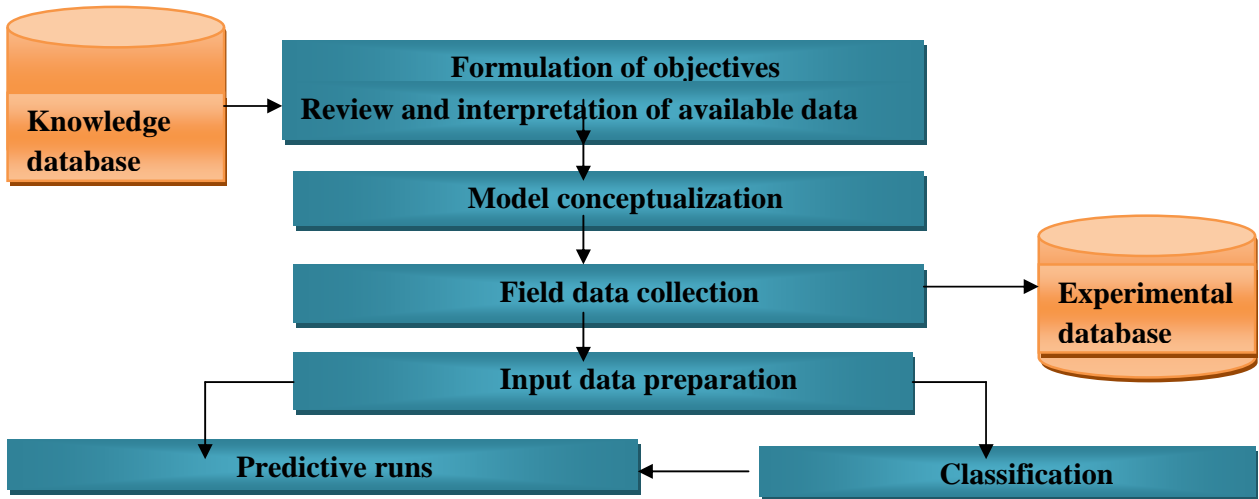 Formulation of objectives
Review and interpretation of available data
Knowledge
database
Model conceptualization
Field data collection
Experimental
database
Input data preparation
Predictive runs
Classification